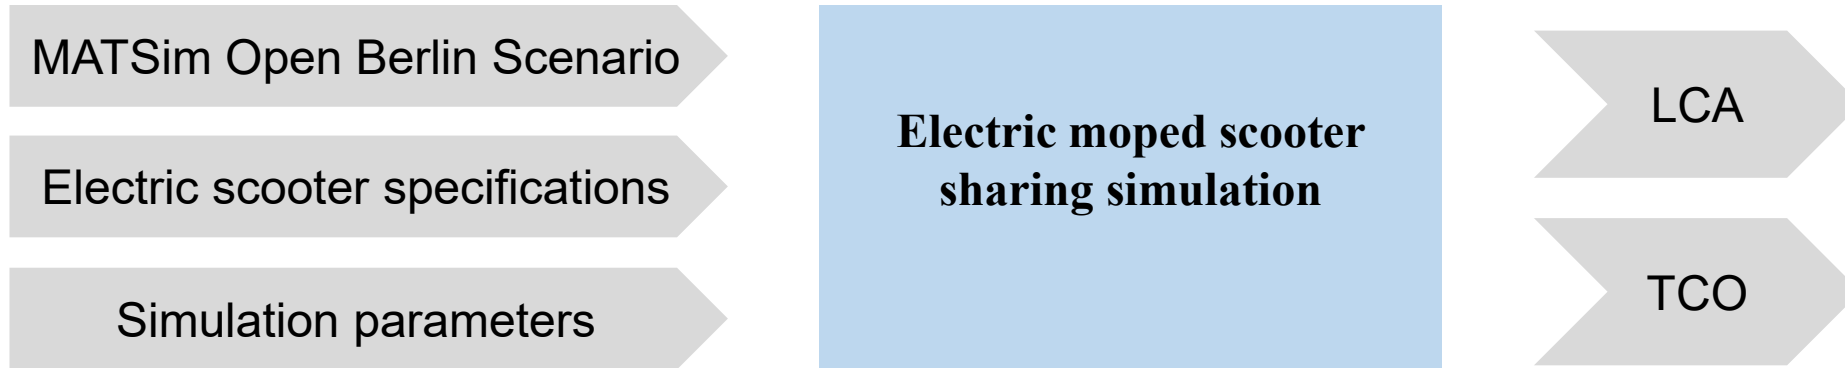 MATSim Open Berlin Scenario
Electric scooter specifications
Simulation parameters
Electric moped scooter
sharing simulation
LCA
TCO